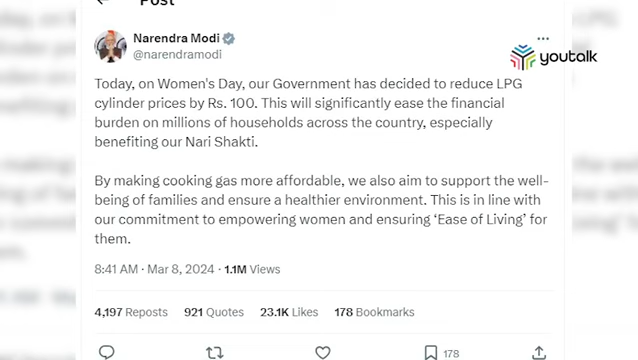 Post
Narendra Modi
@narendramodi
youtalk
Today, on Women's Day, our Government has decided to reduce LPG
cylinder prices by Rs. 100. This will significantly ease the financial
burden on millions of households across the country, especially
benefiting our Nari Shakti.
By making cooking gas more affordable, we also aim to support the well-
being of families and ensure a healthier environment. This is in line with
our commitment to empowering women and ensuring ‘Ease of Living’ for
them.
8:41 AM · Mar 8, 2024 · 1.1M Views
4,197 Reposts 921 Quotes 23.1K Likes 178 Bookmarks
178